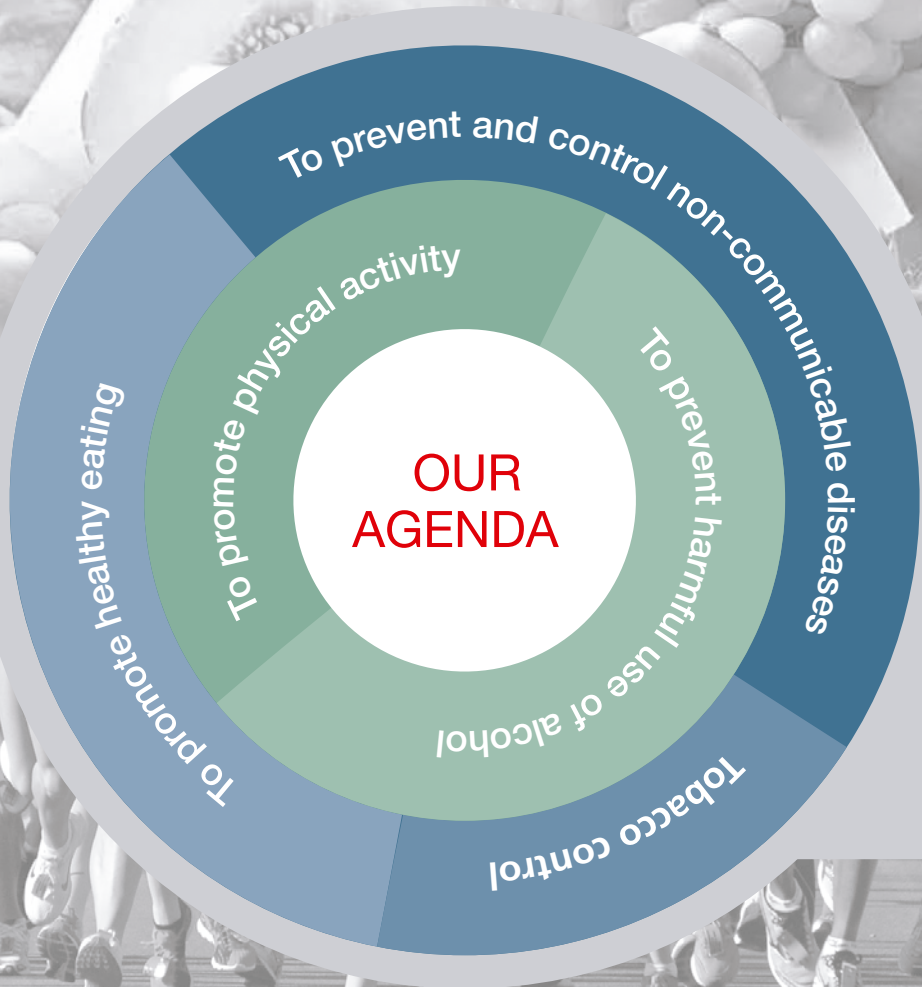 To prevent and control non-communicable diseases
To promote physical activity
To prevent harmful use of alcohol
To promote healthy eating
Tobacco control
OUR
AGENDA